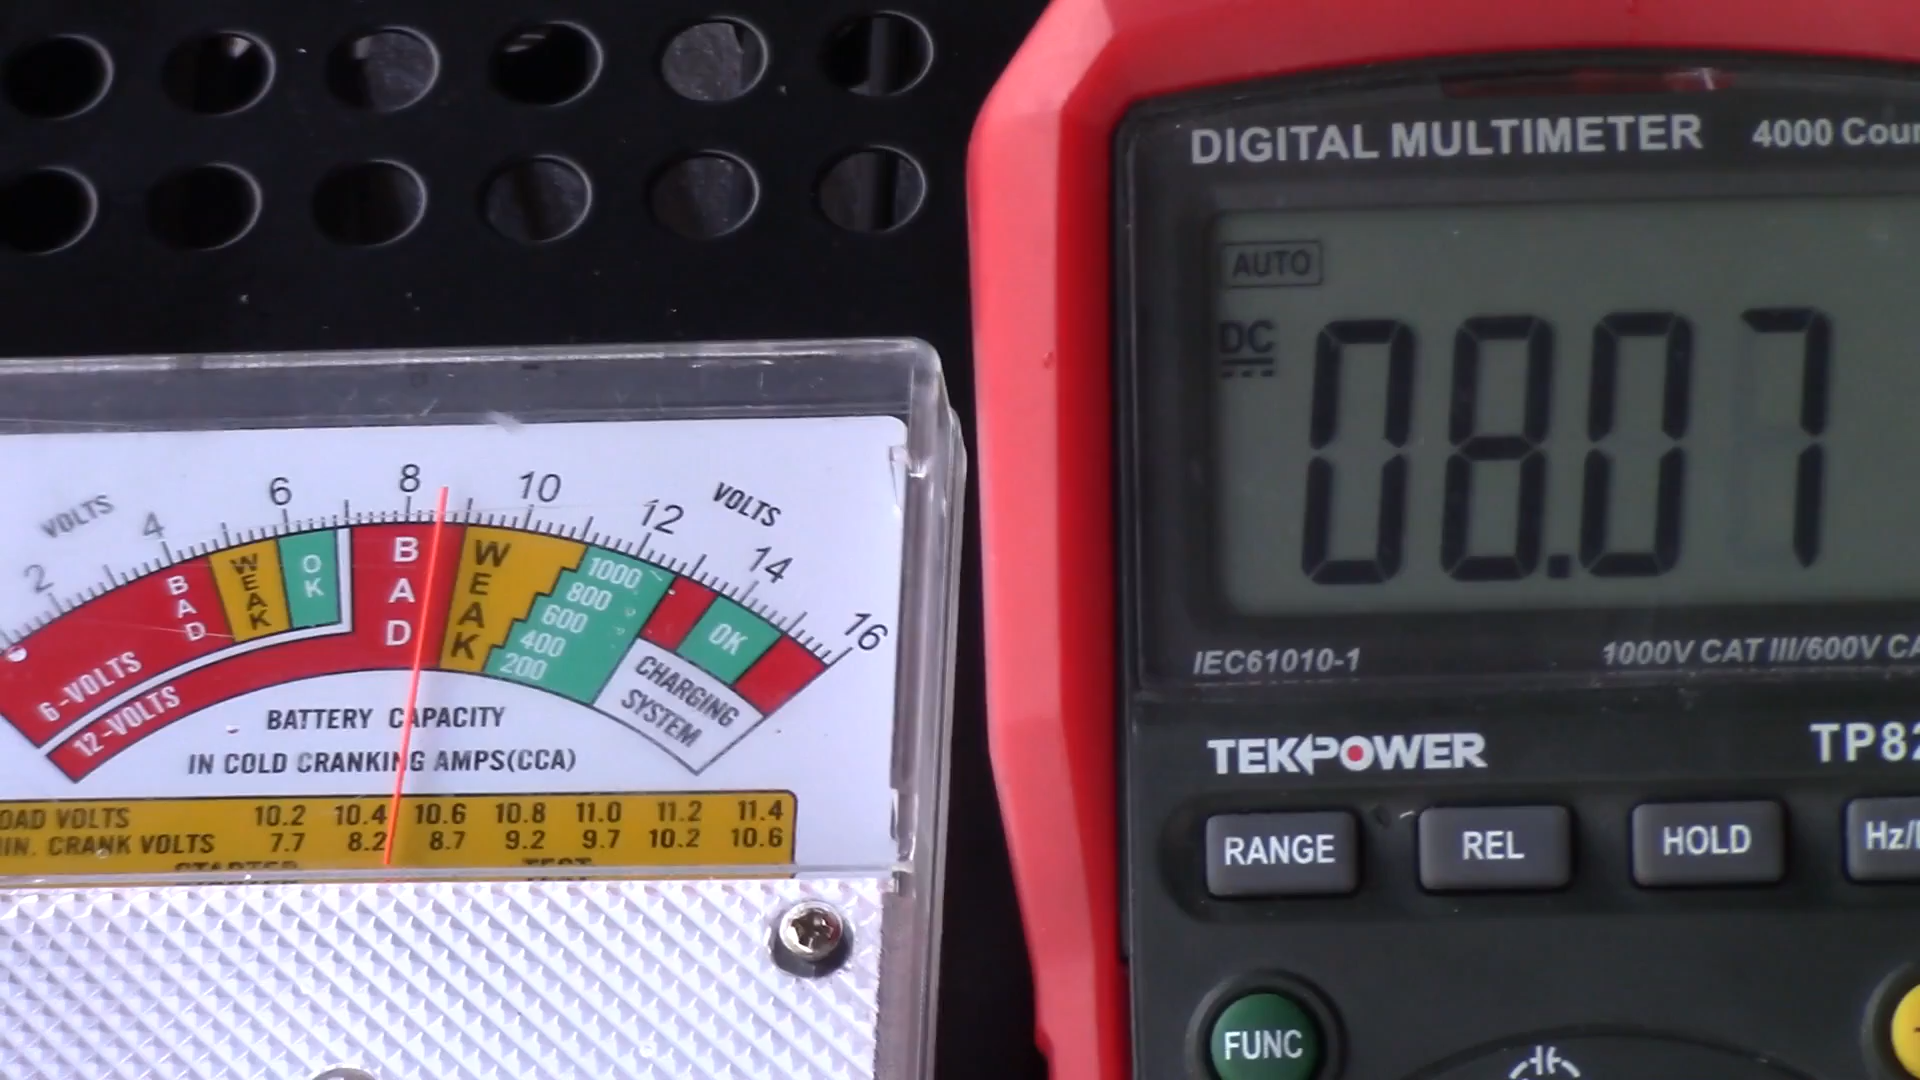 DIGITAL MULTIMETER 4000 Coun
AUTO
DC
08.07
IEC61010-1 1000V CAT III/600V CA
TEKPOWER TP82
RANGE REL HOLD Hz/
FUNC
VOLTS 2 4 6 8 10 12 14 16 VOLTS
BAD WEAK OK BAD WEAK 1000 800 600 400 200 OK
6-VOLTS
12-VOLTS
CHARGING
SYSTEM
BATTERY CAPACITY
IN COLD CRANKING AMPS(CCA)
OAD VOLTS 10.2 10.4 10.6 10.8 11.0 11.2 11.4
IN. CRANK VOLTS 7.7 8.2 8.7 9.2 9.7 10.2 10.6